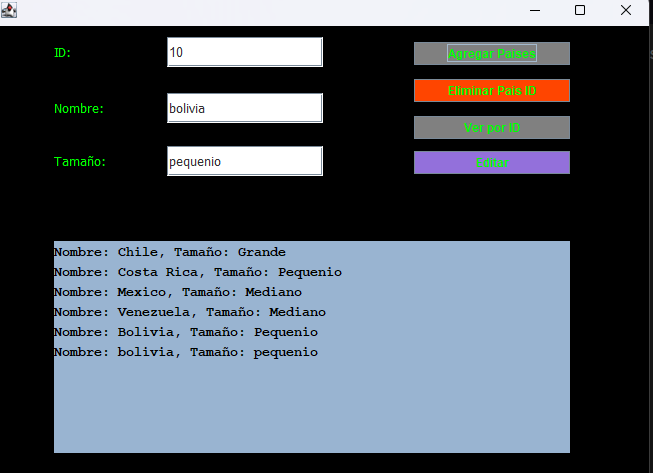 ID:
10
Agregar Paises
Eliminar Pais ID
Nombre:
bolivia
Ver por ID
Tamaño:
pequenio
Editar
Nombre: Chile, Tamaño: Grande
Nombre: Costa Rica, Tamaño: Pequenio
Nombre: Mexico, Tamaño: Mediano
Nombre: Venezuela, Tamaño: Mediano
Nombre: Bolivia, Tamaño: Pequenio
Nombre: bolivia, Tamaño: pequenio